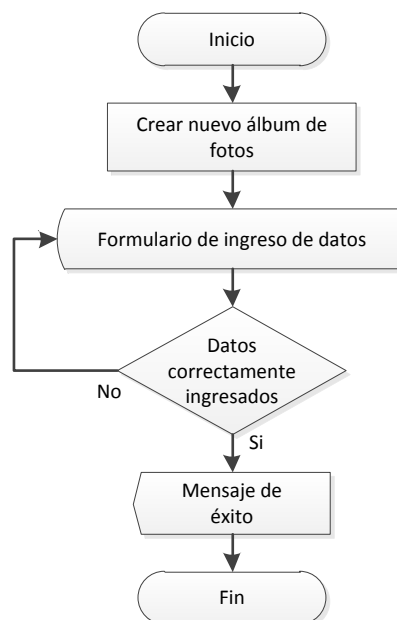 Inicio
Crear nuevo álbum de
fotos
Formulario de ingreso de datos
Datos
correctamente
ingresados
No
Si
Mensaje de
éxito
Fin